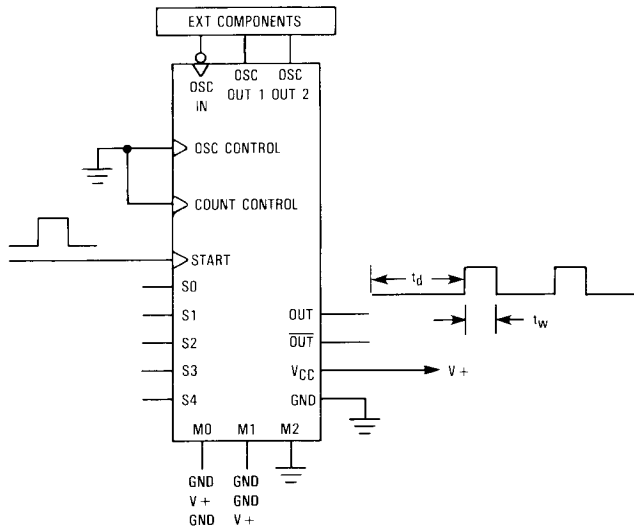 EXT COMPONENTS
OSC IN
OSC OUT 1
OSC OUT 2
OSC CONTROL
COUNT CONTROL
START
S0
S1
S2
S3
S4
OUT
OUT
VCC
V+
GND
M0 M1 M2
GND GND
V+ GND
GND V+
td
tw